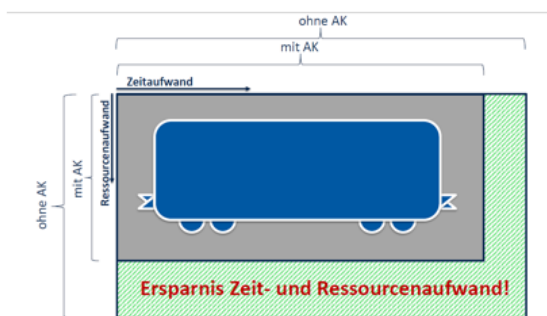 ohne AK
mit AK
Zeitaufwand
Ressourcenaufwand
mit AK
ohne AK
Ersparnis Zeit- und Ressourcenaufwand!